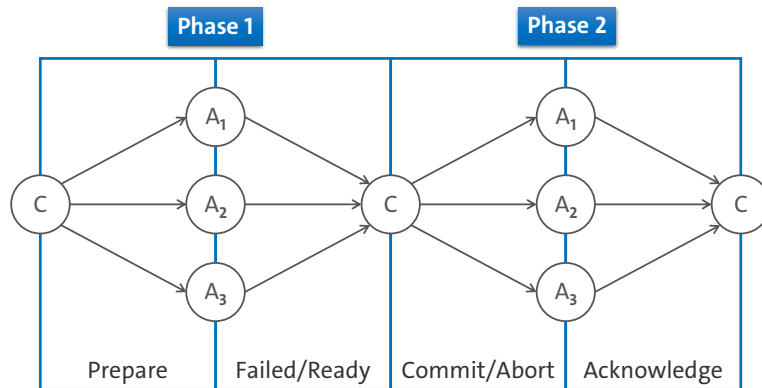 Phase 1 Phase 2
A₁ A₁
C A₂ C A₂ C
A₃ A₃
Prepare Failed/Ready Commit/Abort Acknowledge